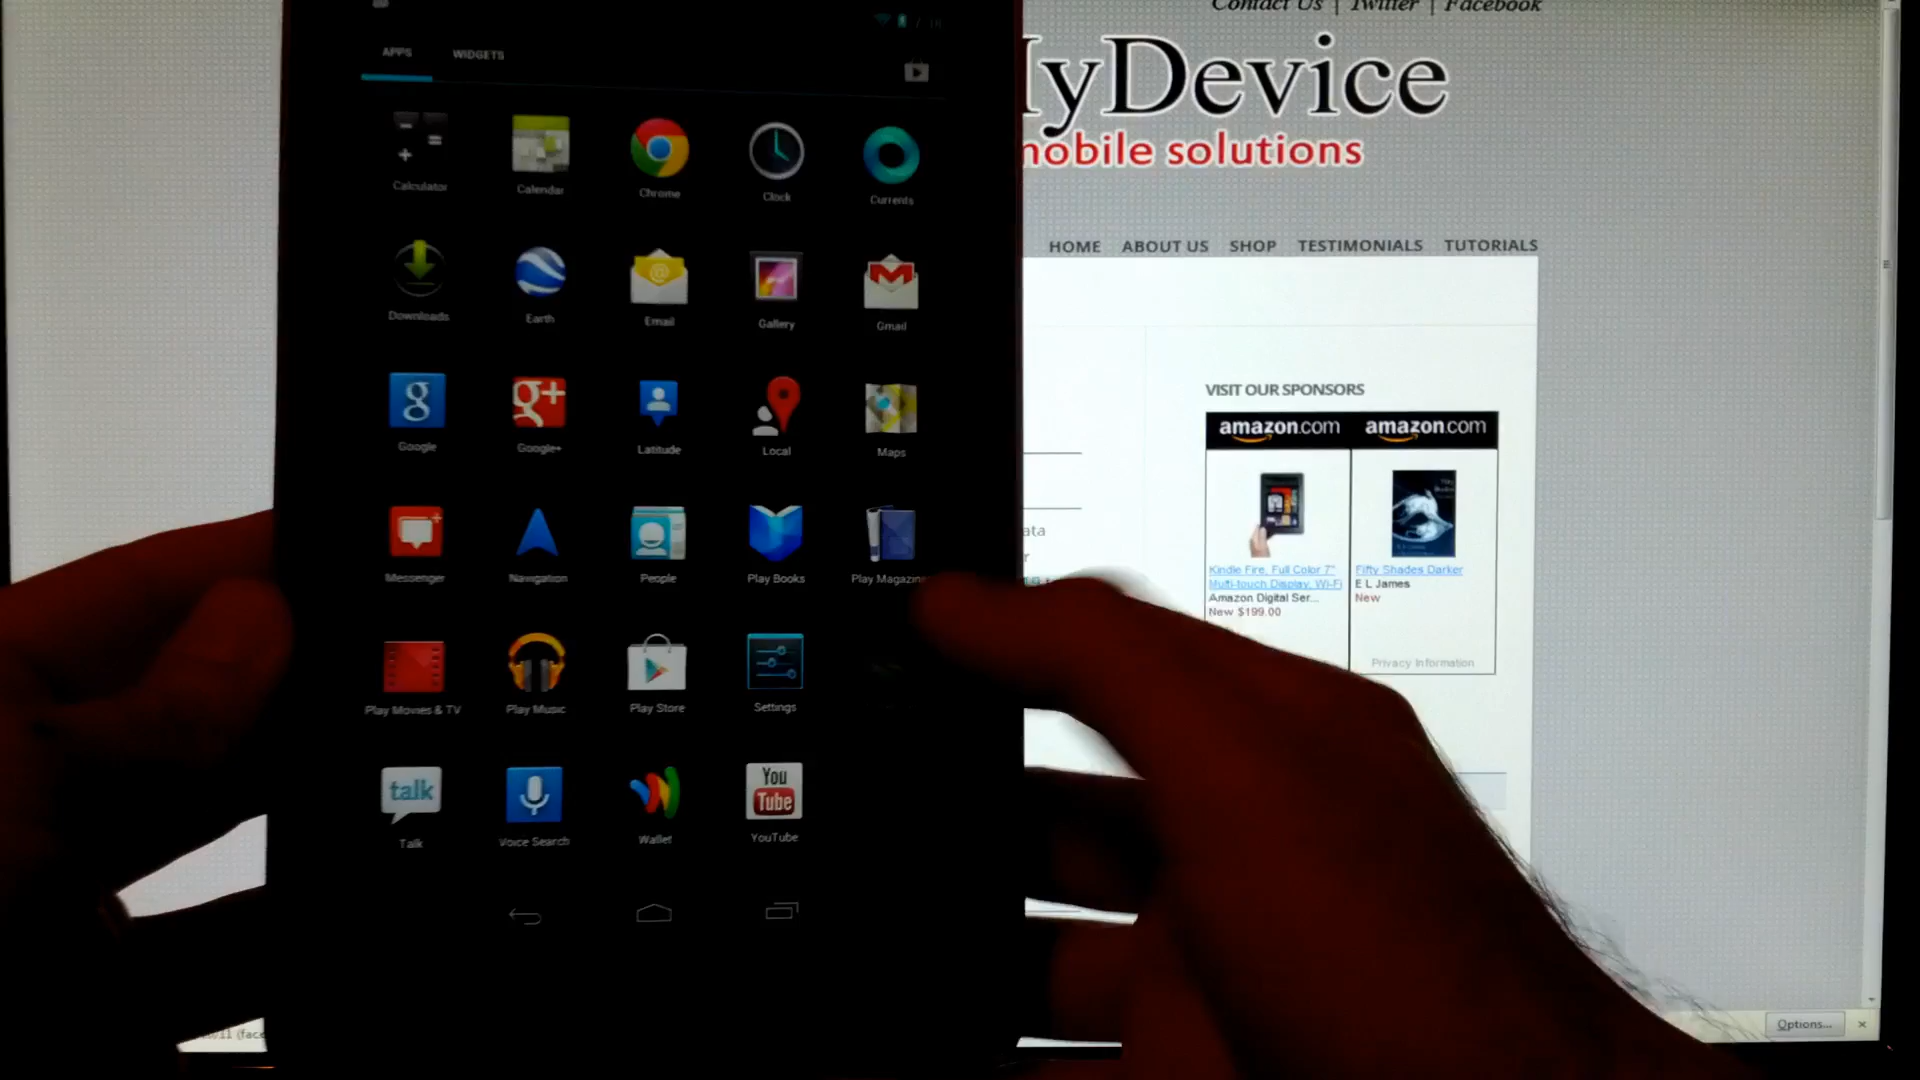 APPS WIDGETS
Calculator Calendar Chrome Clock Currents
Downloads Earth Email Gallery Gmail
g g+
Google Google+ Latitude Local Maps
Messenger Navigation People Play Books Play Magazin
Play Movies & TV Play Music Play Store Settings
talk You Tube
Talk Voice Search Wallet YouTube
Contact Us | Twitter | Facebook
yDevice
mobile solutions
HOME ABOUT US SHOP TESTIMONIALS TUTORIALS
ata
r
VISIT OUR SPONSORS
amazon.com amazon.com
Kindle Fire, Full Color 7"
Multi-touch Display, Wi-Fi
Amazon Digital Ser...
New $199.00
Fifty Shades Darker
E L James
New
Privacy Information
Options...